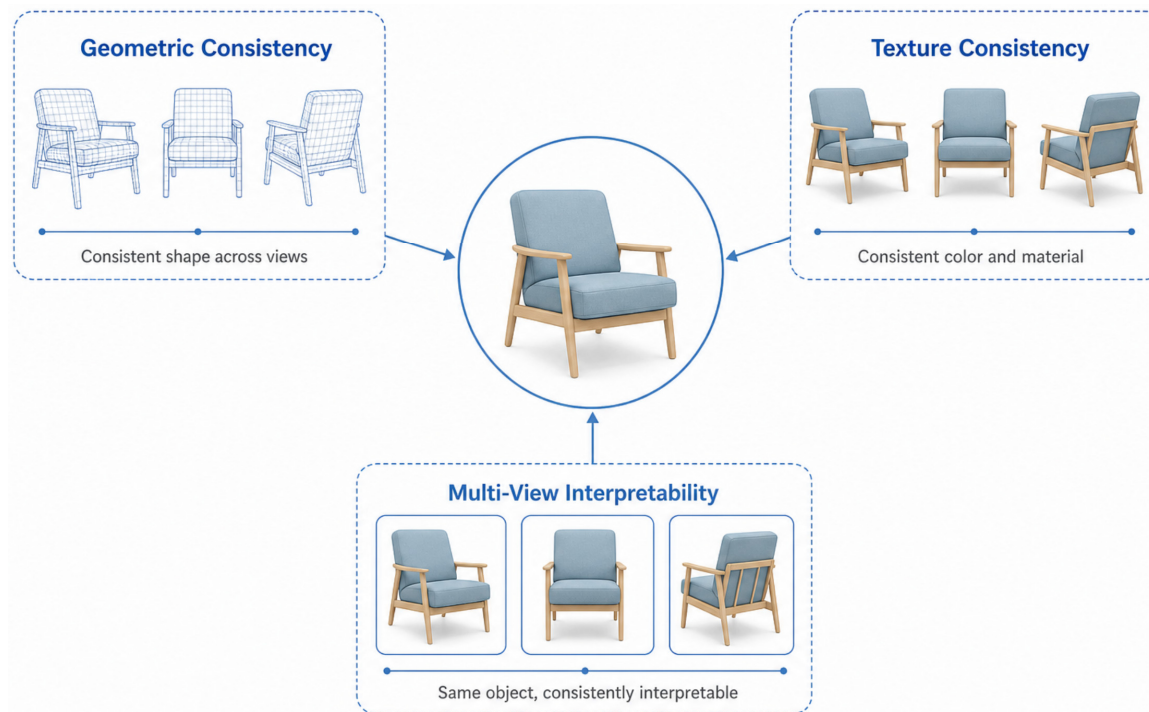 Geometric Consistency
Consistent shape across views
Texture Consistency
Consistent color and material
Multi-View Interpretability
Same object, consistently interpretable